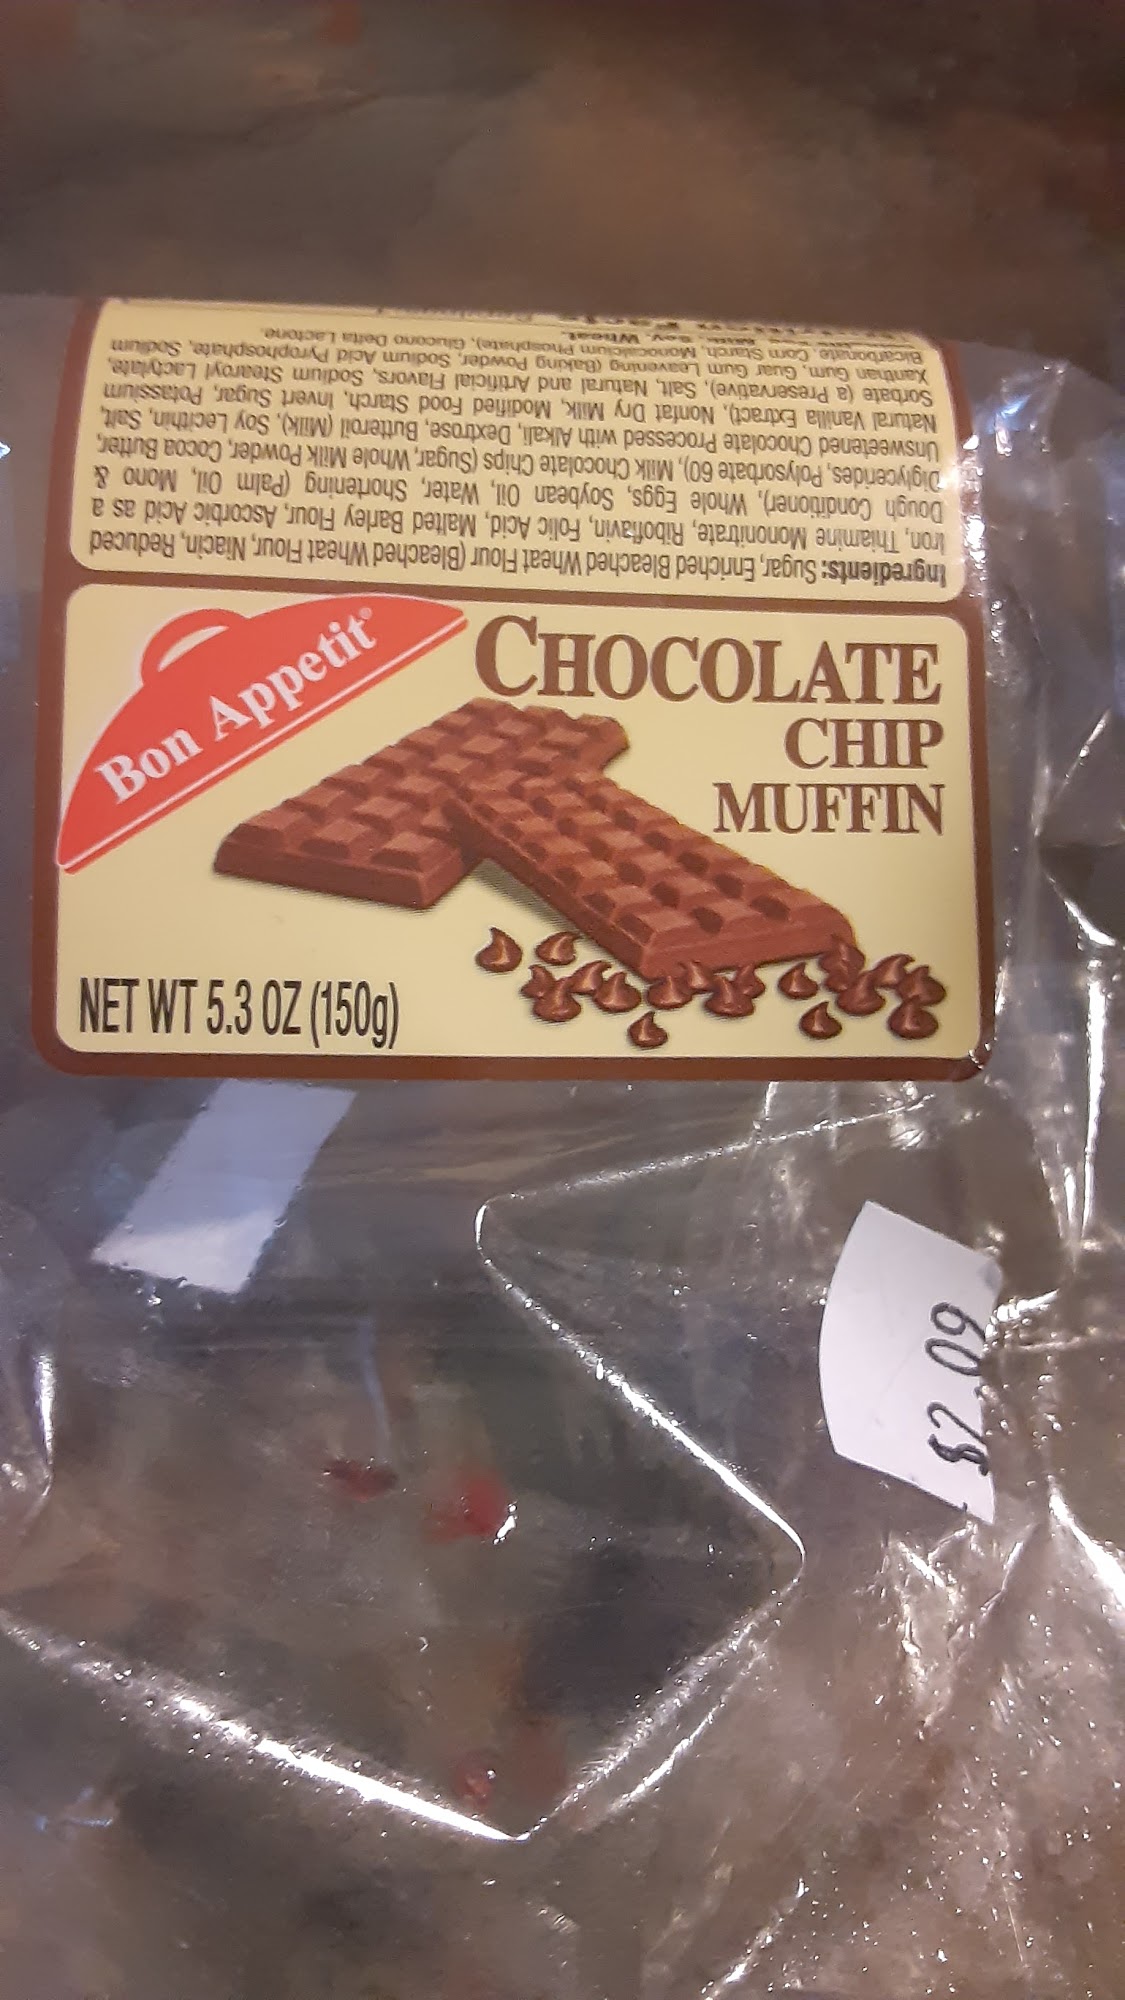 Bon Appetit®
CHOCOLATE
CHIP
MUFFIN
NET WT 5.3 OZ (150g)
Ingredients: Sugar, Enriched Bleached Wheat Flour (Bleached Wheat Flour, Niacin, Reduced
Iron, Thiamine Mononitrate, Riboflavin, Folic Acid, Malted Barley Flour, Ascorbic Acid as a
Dough Conditioner), Whole Eggs, Soybean Oil, Water, Shortening (Palm Oil, Mono &
Diglycerides, Polysorbate 60), Milk Chocolate Chips (Sugar, Whole Milk Powder, Cocoa Butter,
Unsweetened Chocolate Processed with Alkali, Dextrose, Butteroil (Milk), Soy Lecithin, Salt,
Natural Vanilla Extract), Nonfat Dry Milk, Modified Food Starch, Invert Sugar, Potassium
Sorbate (a Preservative), Salt, Natural and Artificial Flavors, Sodium Stearoyl Lactylate,
Xanthan Gum, Guar Gum Leavening (Baking Powder, Sodium Acid Pyrophosphate, Sodium
Bicarbonate, Corn Starch, Monocalcium Phosphate), Glucono Delta Lactone.
Milk, Soy, Wheat.
$2.09